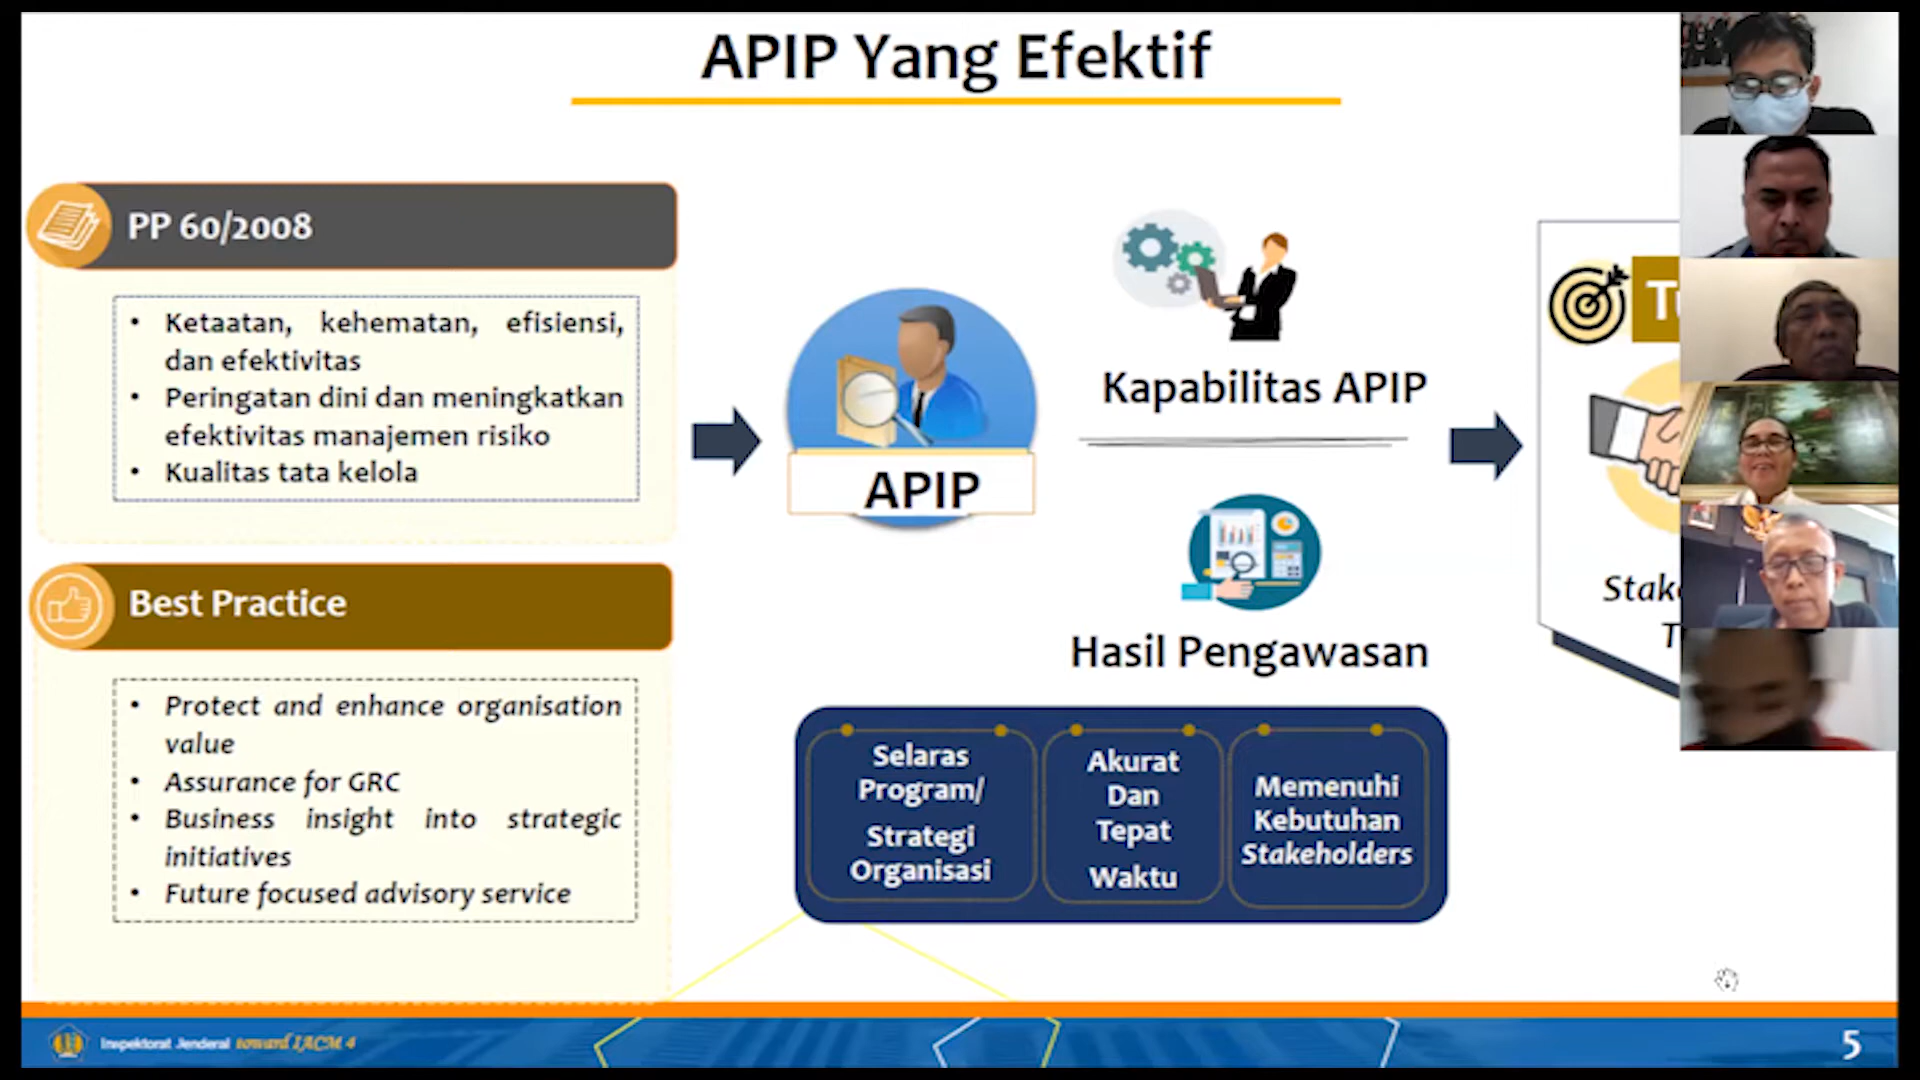 APIP Yang Efektif
PP 60/2008
• Ketaatan, kehematan, efisiensi,
dan efektivitas
• Peringatan dini dan meningkatkan
efektivitas manajemen risiko
• Kualitas tata kelola
Best Practice
• Protect and enhance organisation
value
• Assurance for GRC
• Business insight into strategic
initiatives
• Future focused advisory service
APIP
Kapabilitas APIP
Hasil Pengawasan
Selaras
Program/
Strategi
Organisasi
Akurat
Dan
Tepat
Waktu
Memenuhi
Kebutuhan
Stakeholders
Inspektorat Jenderal toward IACM 4
5